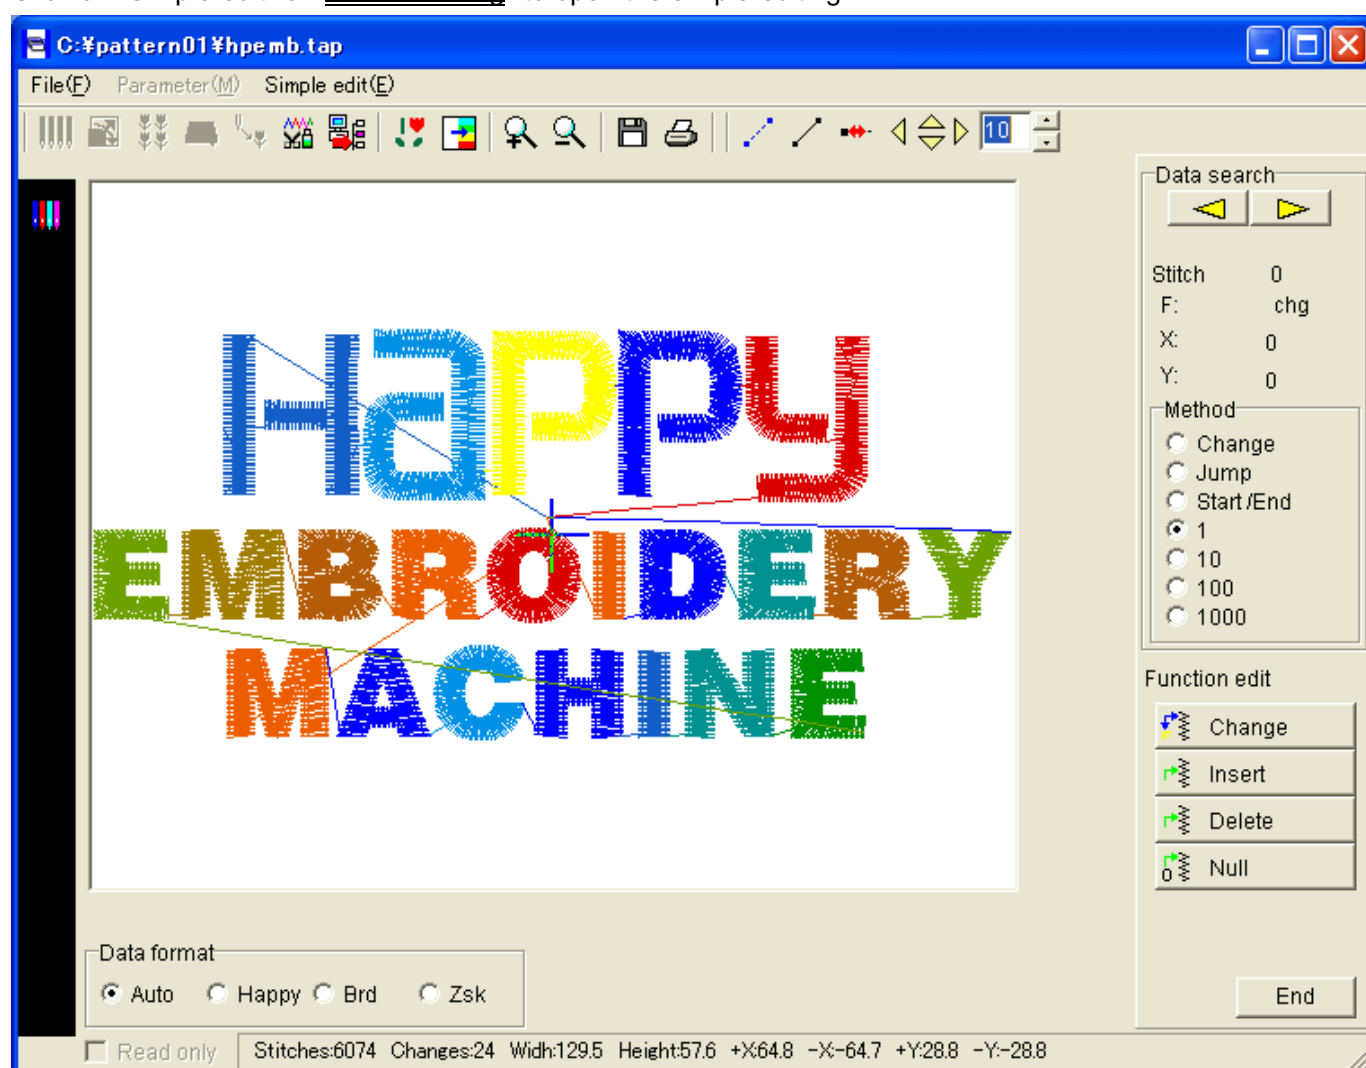 C:¥pattern01¥hpemb.tap
File(F) Parameter(M) Simple edit(E)
10
Data search
Stitch 0
F: chg
X: 0
Y: 0
Method
Change
Jump
Start/End
1
10
100
1000
Happy
EMBROIDERY
MACHINE
Function edit
Change
Insert
Delete
Null
Data format
Auto Happy Brd Zsk
End
Read only Stitches:6074 Changes:24 Widh:129.5 Height:57.6 +X:64.8 -X:-64.7 +Y:28.8 -Y:-28.8